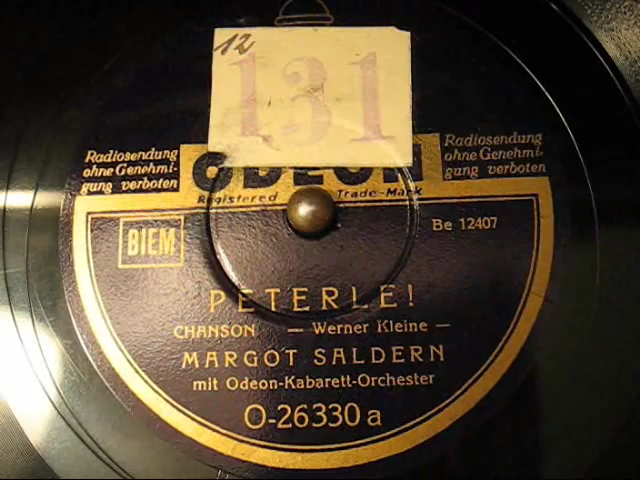 12
131
Radiosendung
ohne Genehmi-
gung verboten
ODEON
Radiosendung
ohne Genehmi-
gung verboten
Registered Trade-Mark
BIEM
Be 12407
PETERLE!
CHANSON — Werner Kleine —
MARGOT SALDERN
mit Odeon-Kabarett-Orchester
O-26330 a